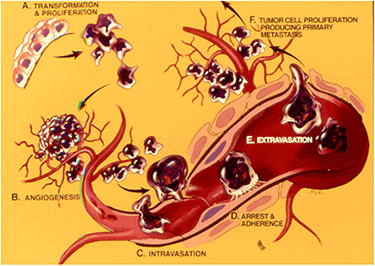 A. TRANSFORMATION
& PROLIFERATION
F. TUMOR CELL PROLIFERATION
PRODUCING PRIMARY
METASTASIS
E. EXTRAVASATION
B. ANGIOGENESIS
D. ARREST &
ADHERENCE
C. INTRAVASATION